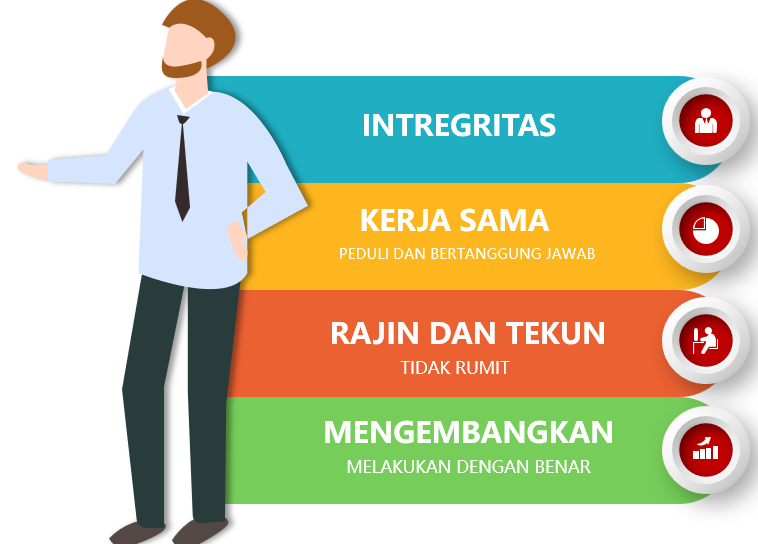 INTREGRITAS
KERJA SAMA
PEDULI DAN BERTANGGUNG JAWAB
RAJIN DAN TEKUN
TIDAK RUMIT
MENGEMBANGKAN
MELAKUKAN DENGAN BENAR